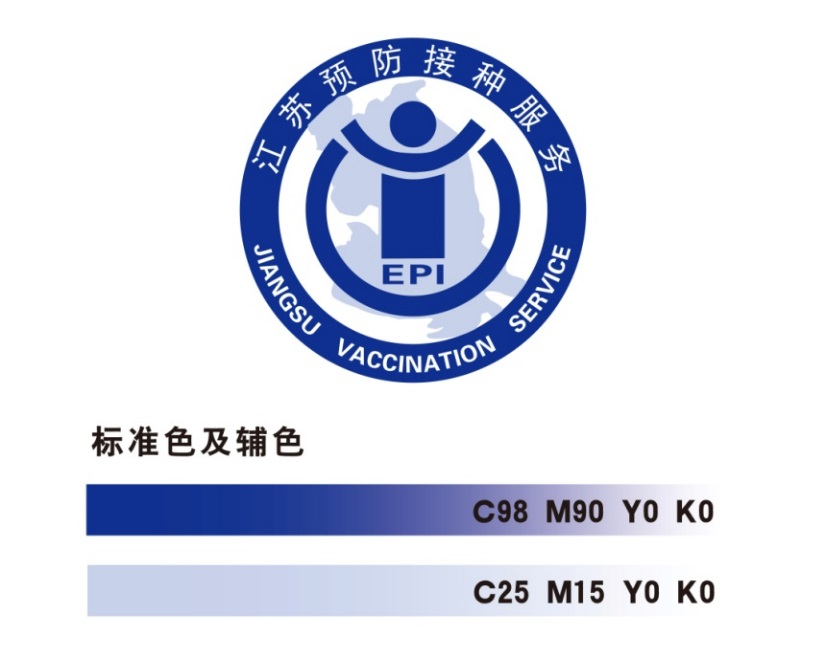 江苏预防接种服务
EPI
JIANGSU VACCINATION SERVICE
标准色及辅色
C98 M90 Y0 K0
C25 M15 Y0 K0